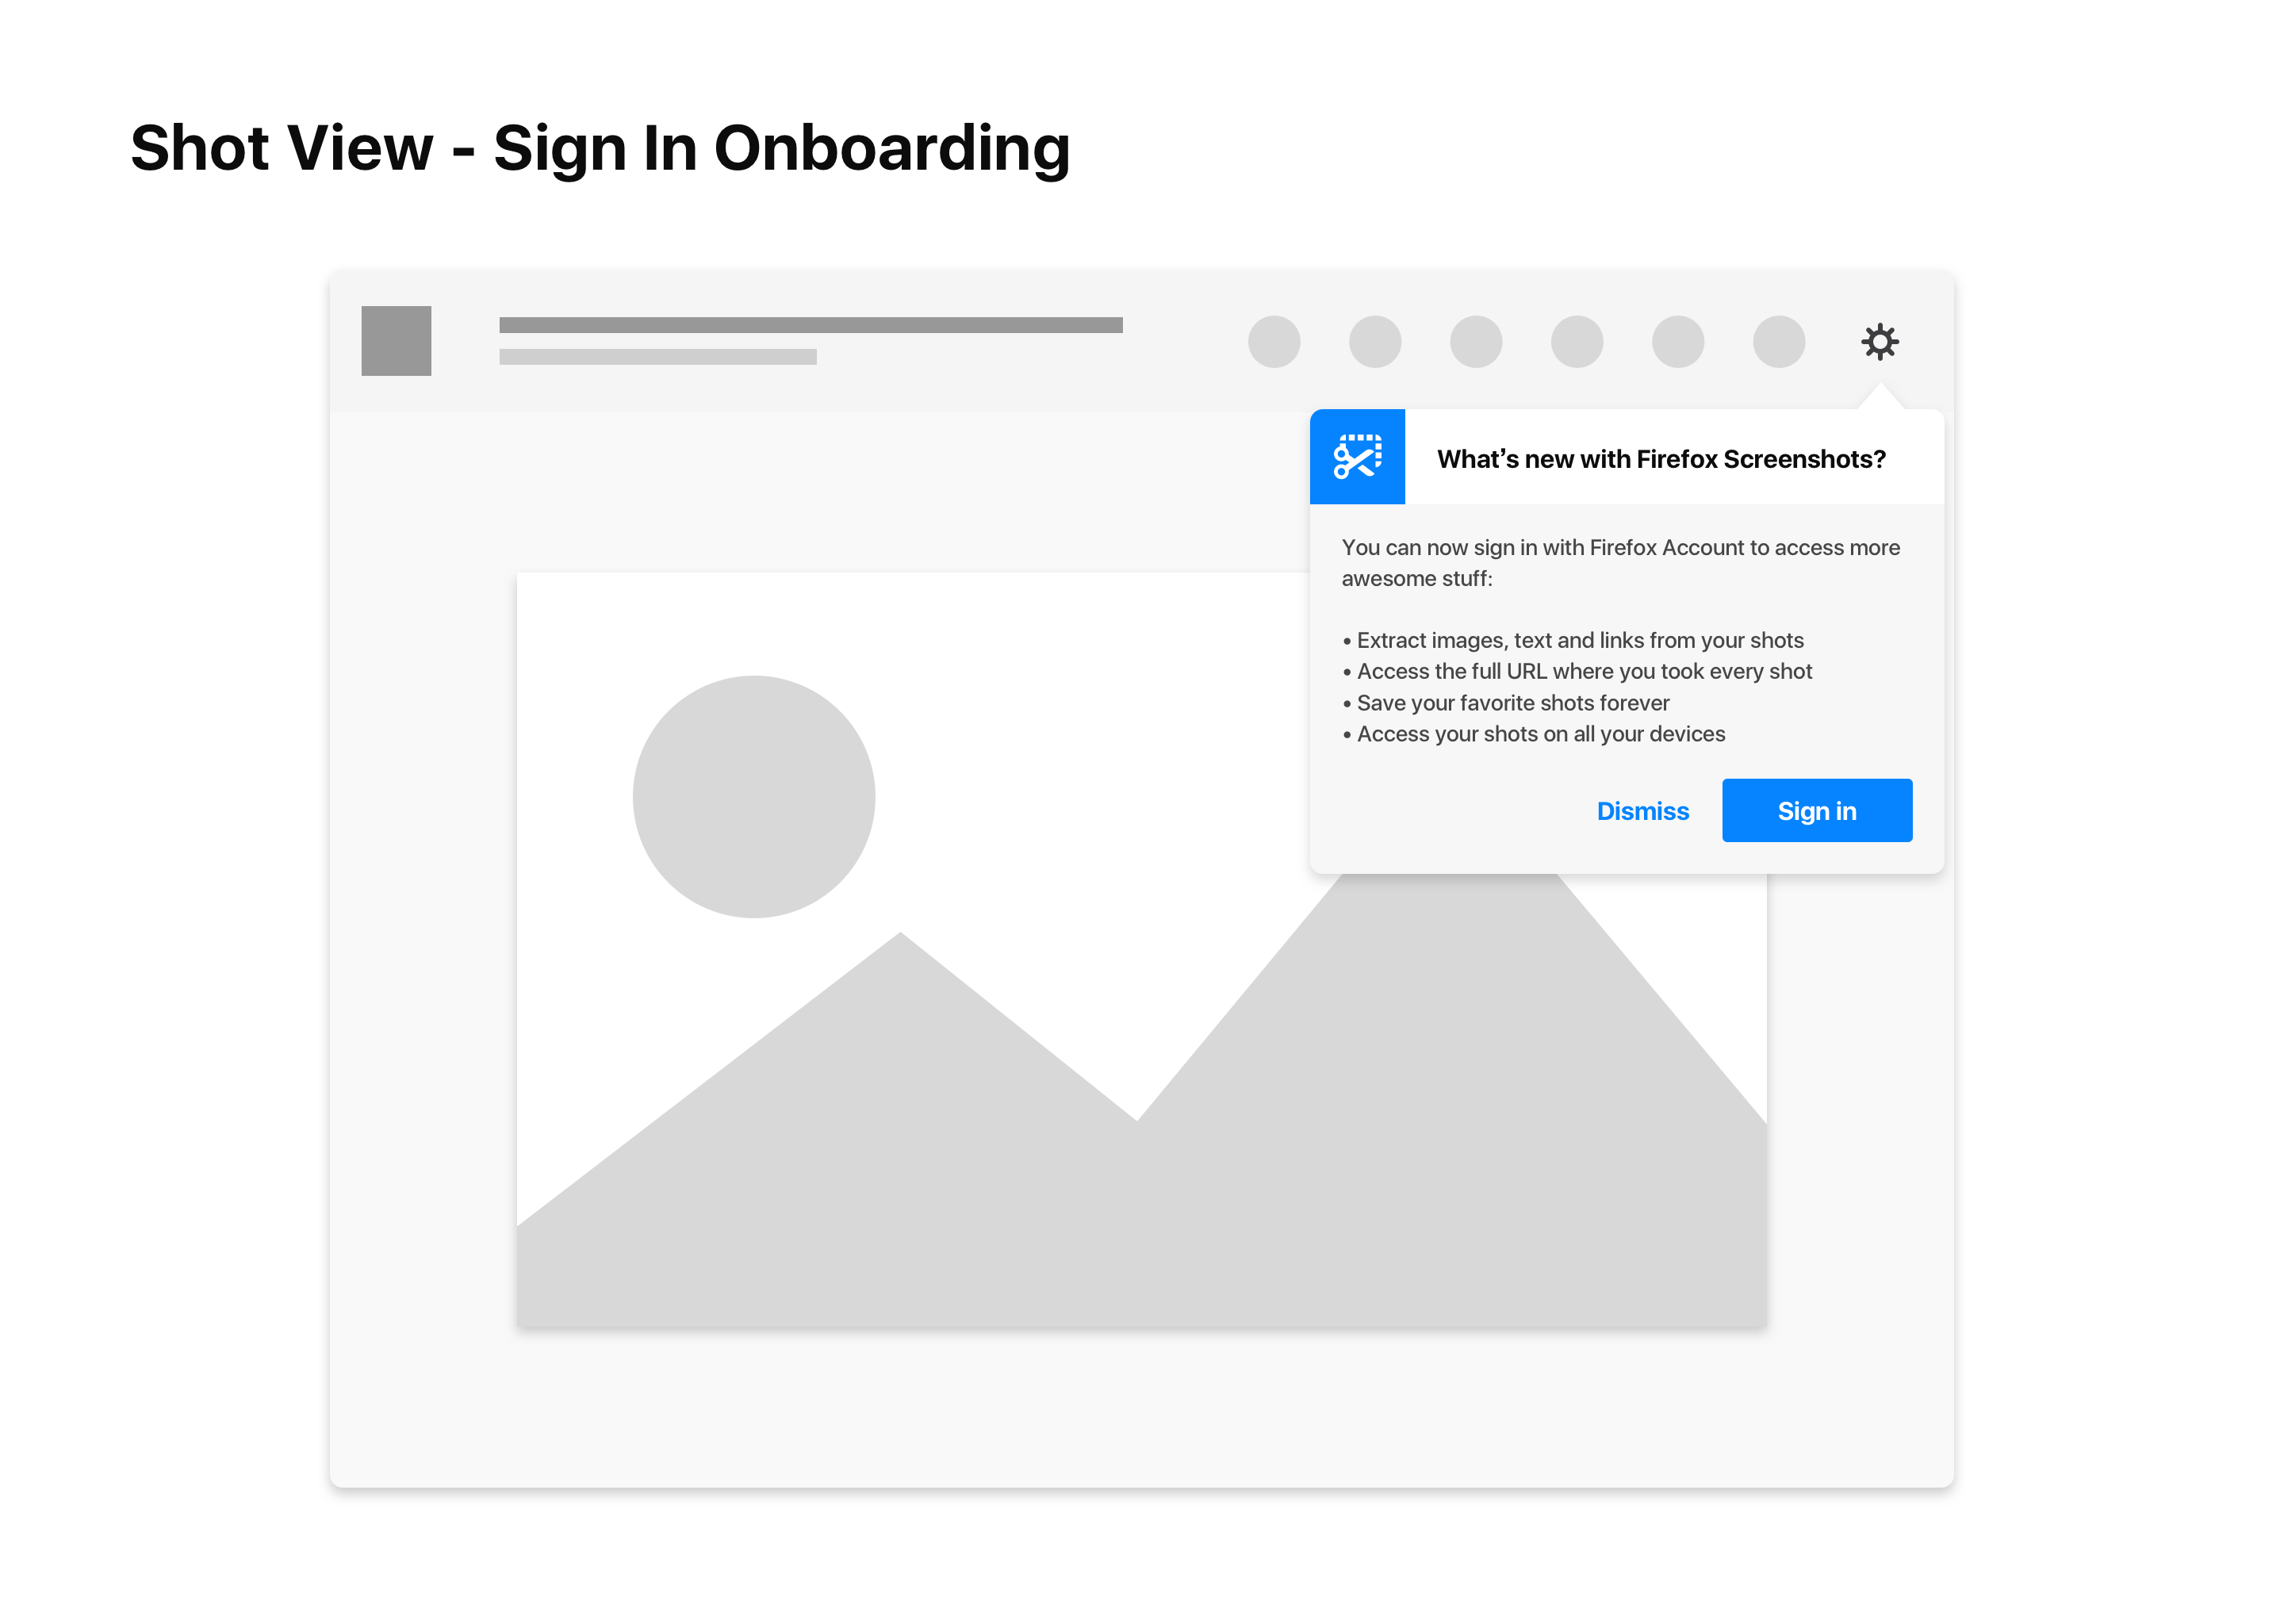 Shot View - Sign In Onboarding
What’s new with Firefox Screenshots?
You can now sign in with Firefox Account to access more
awesome stuff:
• Extract images, text and links from your shots
• Access the full URL where you took every shot
• Save your favorite shots forever
• Access your shots on all your devices
Dismiss
Sign in